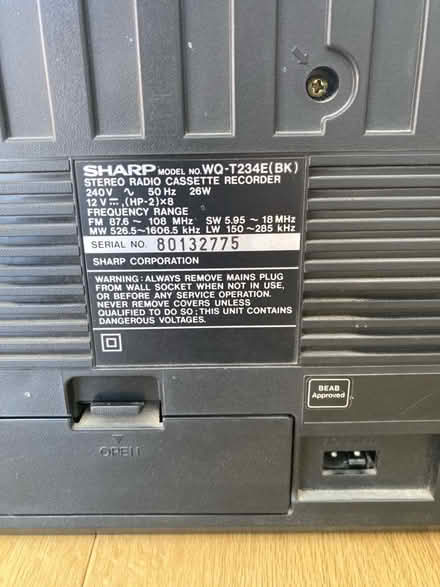 SHARP MODEL NO. WQ-T234E(BK)
STEREO RADIO CASSETTE RECORDER
240V ∿ 50Hz 26W
12V ⎓, (HP-2)×8
FREQUENCY RANGE
FM 87.6 ~ 108 MHz SW 5.95 ~ 18MHz
MW 526.5~1606.5 kHz LW 150~285 kHz
SERIAL NO. 80132775
SHARP CORPORATION
WARNING: ALWAYS REMOVE MAINS PLUG
FROM WALL SOCKET WHEN NOT IN USE,
OR BEFORE ANY SERVICE OPERATION.
NEVER REMOVE COVERS UNLESS
QUALIFIED TO DO SO; THIS UNIT CONTAINS
DANGEROUS VOLTAGES.
BEAB
Approved
OPEN